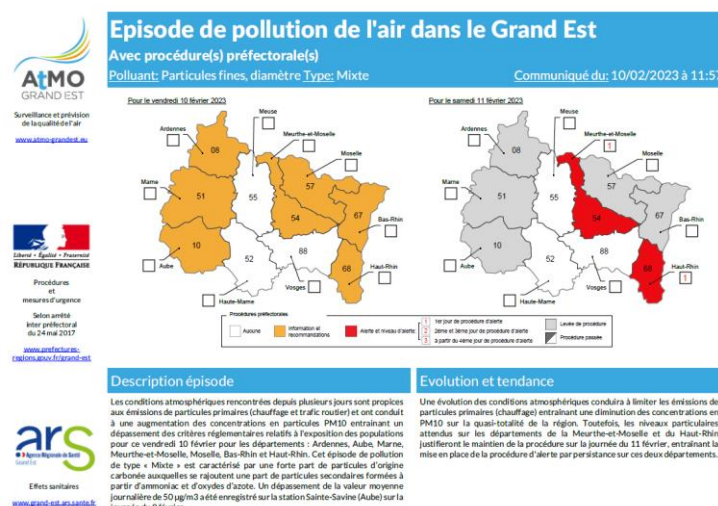 Episode de pollution de l'air dans le Grand Est
Avec procédure(s) préfectorale(s)
Polluant: Particules fines, diamètre Type: Mixte
Communiqué du: 10/02/2023 à 11:57
AtMO
GRAND EST
Surveillance et prévision
de la qualité de l'air
www.atmo-grandest.eu
Liberté • Égalité • Fraternité
RÉPUBLIQUE FRANÇAISE
Procédures
et
mesures d'urgence
Selon arrêté
inter préfectoral
du 24 mai 2017
www.prefectures-
regions.gouv.fr/grand-est
ars
Agence Régionale de Santé
Grand Est
Effets sanitaires
www.grand-est.ars.sante.fr
Pour le vendredi 10 février 2023
Meuse
Ardennes
Meurthe-et-Moselle
Moselle
08
Marne
57
51
55
54
67
Bas-Rhin
10
88
52
68
Aube
Haut-Rhin
Vosges
Haute-Marne
Pour le samedi 11 février 2023
Meuse
Ardennes
Meurthe-et-Moselle
1
Moselle
08
Marne
57
51
55
54
67
Bas-Rhin
10
88
52
68
Aube
Haut-Rhin
1
Vosges
Haute-Marne
Procédures préfectorales
Aucune
Information et
recommandations
Alerte et niveau d'alerte
1 1er jour de procédure d'alerte
2 2ème et 3ème jour de procédure d'alerte
3 à partir du 4ème jour de procédure d'alerte
Levée de procédure
Procédure passée
Description épisode
Les conditions atmosphériques rencontrées depuis plusieurs jours sont propices
aux émissions de particules primaires (chauffage et trafic routier) et ont conduit
à une augmentation des concentrations en particules PM10 entrainant un
dépassement des critères réglementaires relatifs à l'exposition des populations
pour ce vendredi 10 février pour les départements : Ardennes, Aube, Marne,
Meurthe-et-Moselle, Moselle, Bas-Rhin et Haut-Rhin. Cet épisode de pollution
de type « Mixte » est caractérisé par une forte part de particules d'origine
carbonée auxquelles se rajoutent une part de particules secondaires formées à
partir d'ammoniac et d'oxydes d'azote. Un dépassement de la valeur moyenne
journalière de 50 µg/m3 a été enregistré sur la station Sainte-Savine (Aube) sur la
Evolution et tendance
Une évolution des conditions atmosphériques conduira à limiter les émissions de
particules primaires (chauffage) entraînant une diminution des concentrations en
PM10 sur la quasi-totalité de la région. Toutefois, les niveaux particulaires
attendus sur les départements de la Meurthe-et-Moselle et du Haut-Rhin
justifieront le maintien de la procédure sur la journée du 11 février, entraînant la
mise en place de la procédure d'alerte par persistance sur ces deux départements.